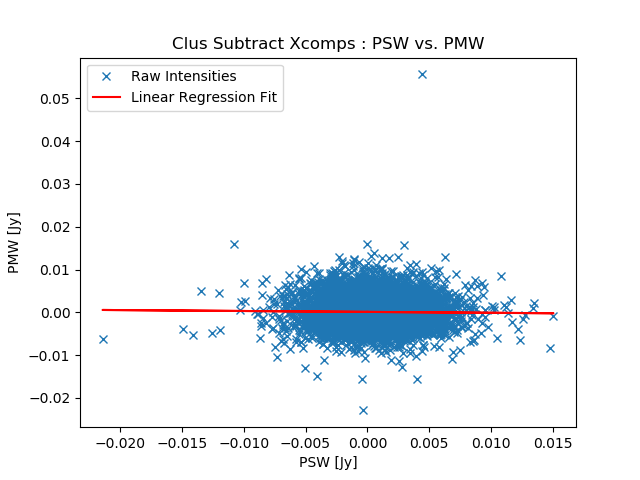 Clus Subtract Xcomps : PSW vs. PMW
Raw Intensities
Linear Regression Fit
PMW [Jy]
0.05
0.04
0.03
0.02
0.01
0.00
−0.01
−0.02
−0.020 −0.015 −0.010 −0.005 0.000 0.005 0.010 0.015
PSW [Jy]